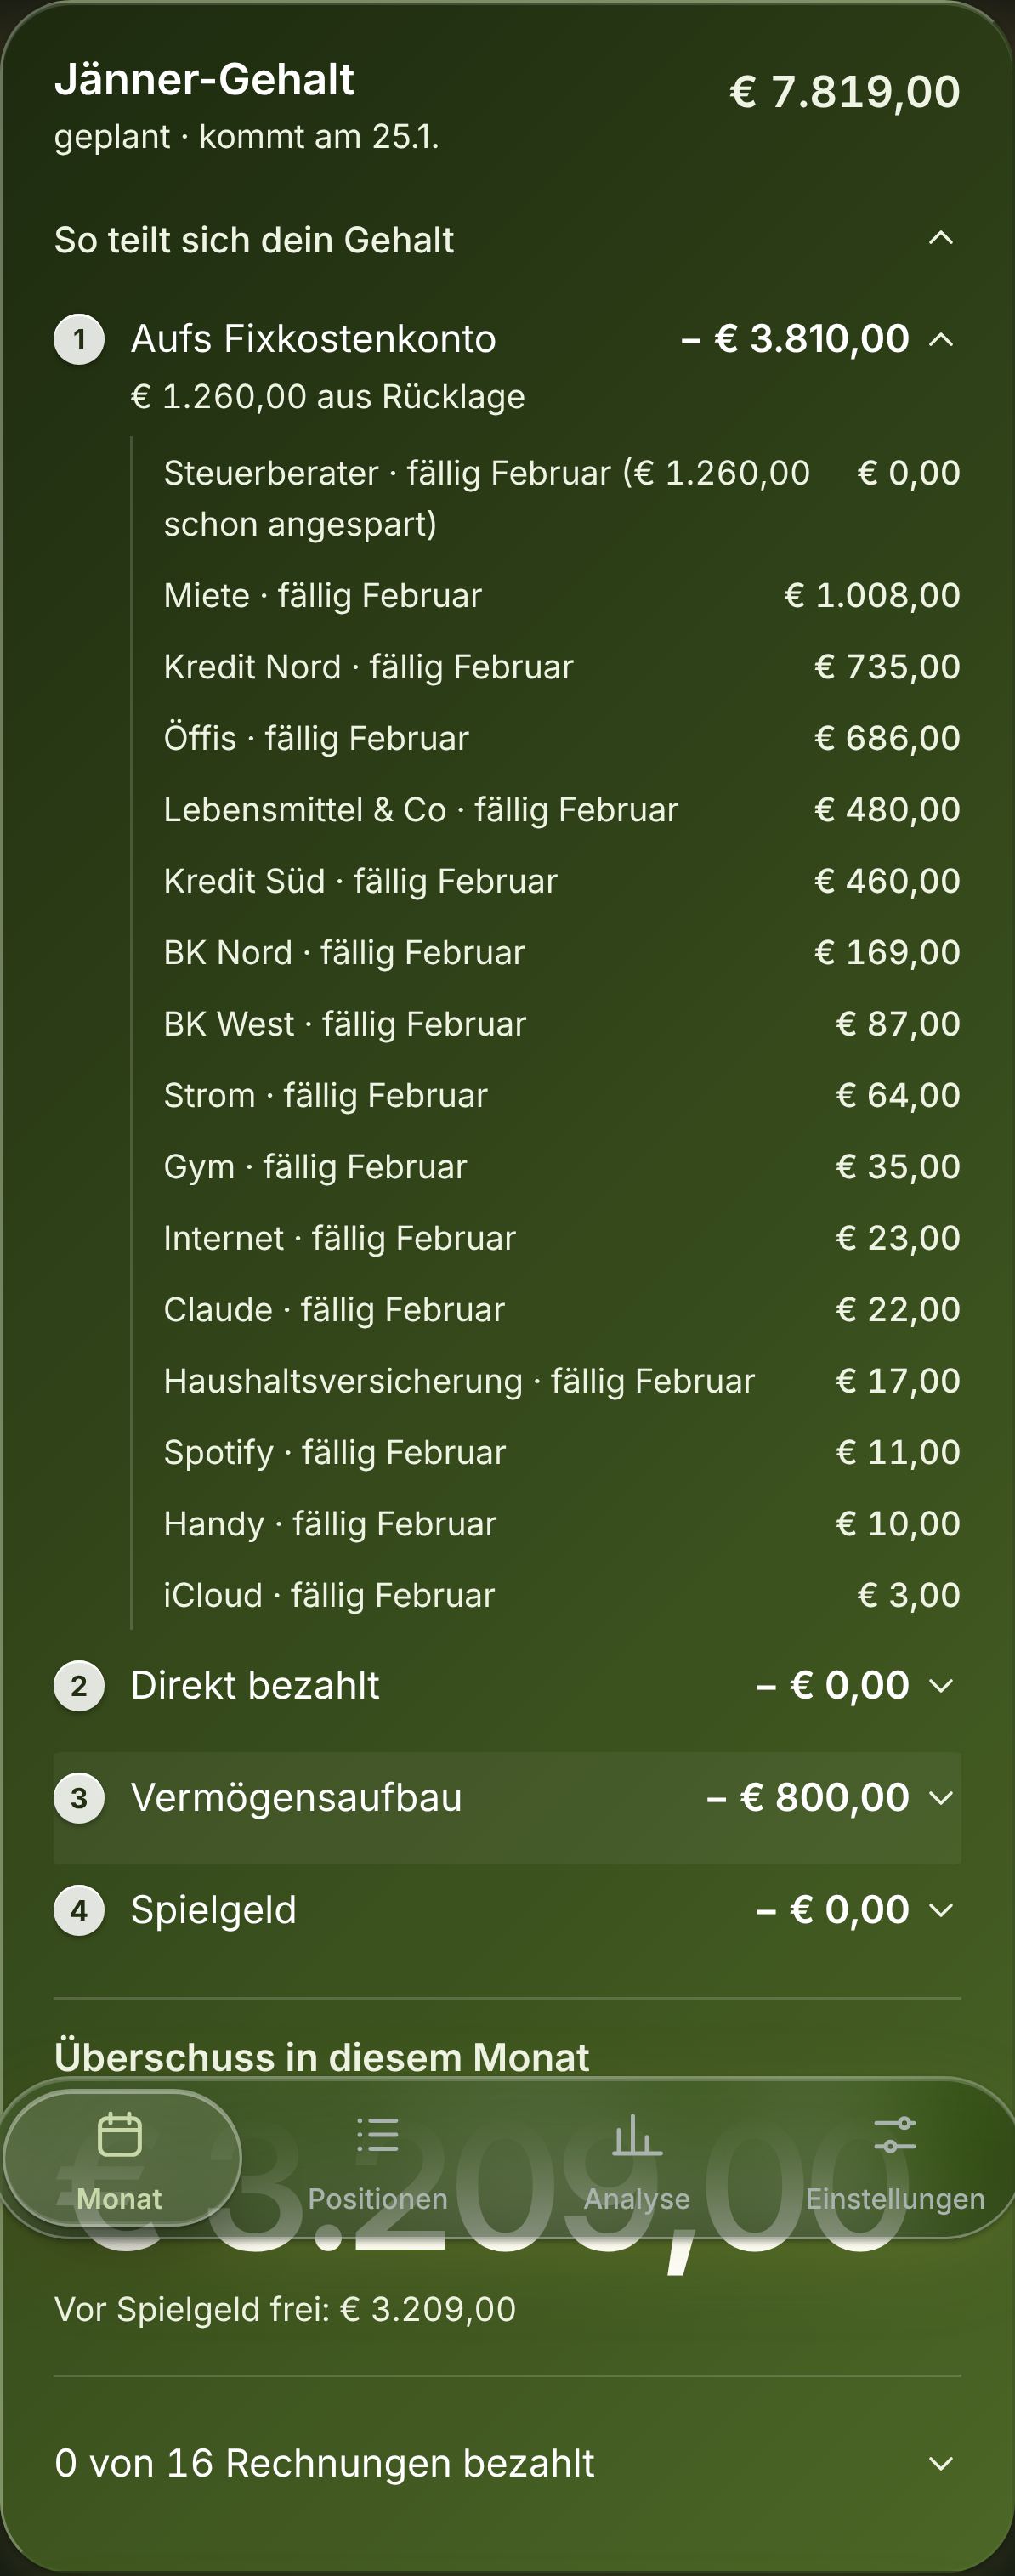 Jänner-Gehalt
€ 7.819,00
geplant · kommt am 25.1.
So teilt sich dein Gehalt
1 Aufs Fixkostenkonto – € 3.810,00
€ 1.260,00 aus Rücklage
Steuerberater · fällig Februar (€ 1.260,00 € 0,00
schon angespart)
Miete · fällig Februar € 1.008,00
Kredit Nord · fällig Februar € 735,00
Öffis · fällig Februar € 686,00
Lebensmittel & Co · fällig Februar € 480,00
Kredit Süd · fällig Februar € 460,00
BK Nord · fällig Februar € 169,00
BK West · fällig Februar € 87,00
Strom · fällig Februar € 64,00
Gym · fällig Februar € 35,00
Internet · fällig Februar € 23,00
Claude · fällig Februar € 22,00
Haushaltsversicherung · fällig Februar € 17,00
Spotify · fällig Februar € 11,00
Handy · fällig Februar € 10,00
iCloud · fällig Februar € 3,00
2 Direkt bezahlt – € 0,00
3 Vermögensaufbau – € 800,00
4 Spielgeld – € 0,00
Überschuss in diesem Monat
€ 3.209,00
Monat Positionen Analyse Einstellungen
Vor Spielgeld frei: € 3.209,00
0 von 16 Rechnungen bezahlt